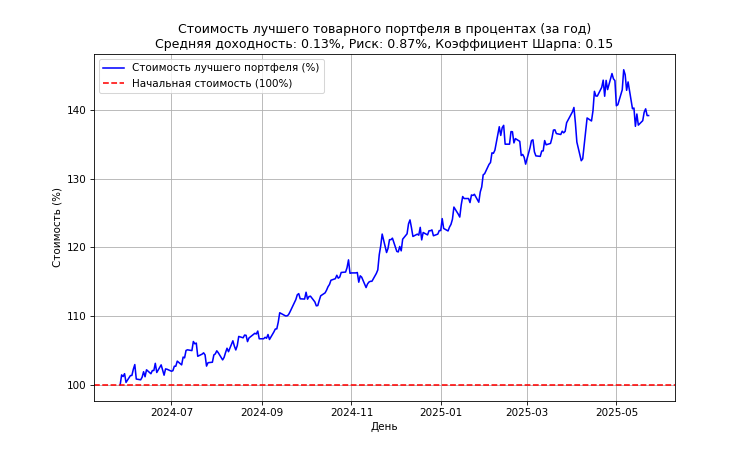 Стоимость лучшего товарного портфеля в процентах (за год)
Средняя доходность: 0.13%, Риск: 0.87%, Коэффициент Шарпа: 0.15
Стоимость лучшего портфеля (%)
Начальная стоимость (100%)
Стоимость (%)
140
130
120
110
100
2024-07
2024-09
2024-11
2025-01
2025-03
2025-05
День